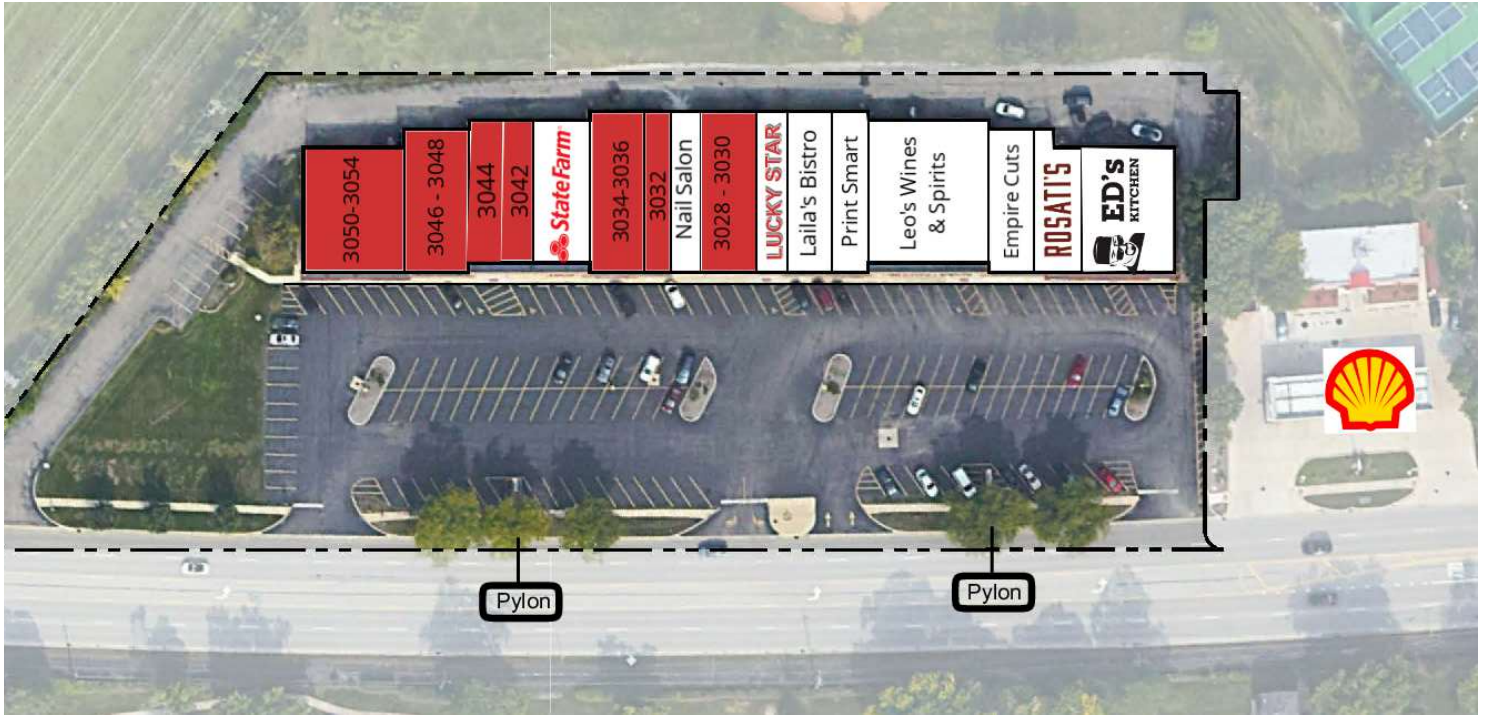 3050-3054
3046 - 3048
3044
3042
StateFarm
3034-3036
3032
Nail Salon
3028 - 3030
LUCKY STAR
Laila's Bistro
Print Smart
Leo's Wines
& Spirits
Empire Cuts
ROSATI'S
ED's
KITCHEN
Pylon
Pylon